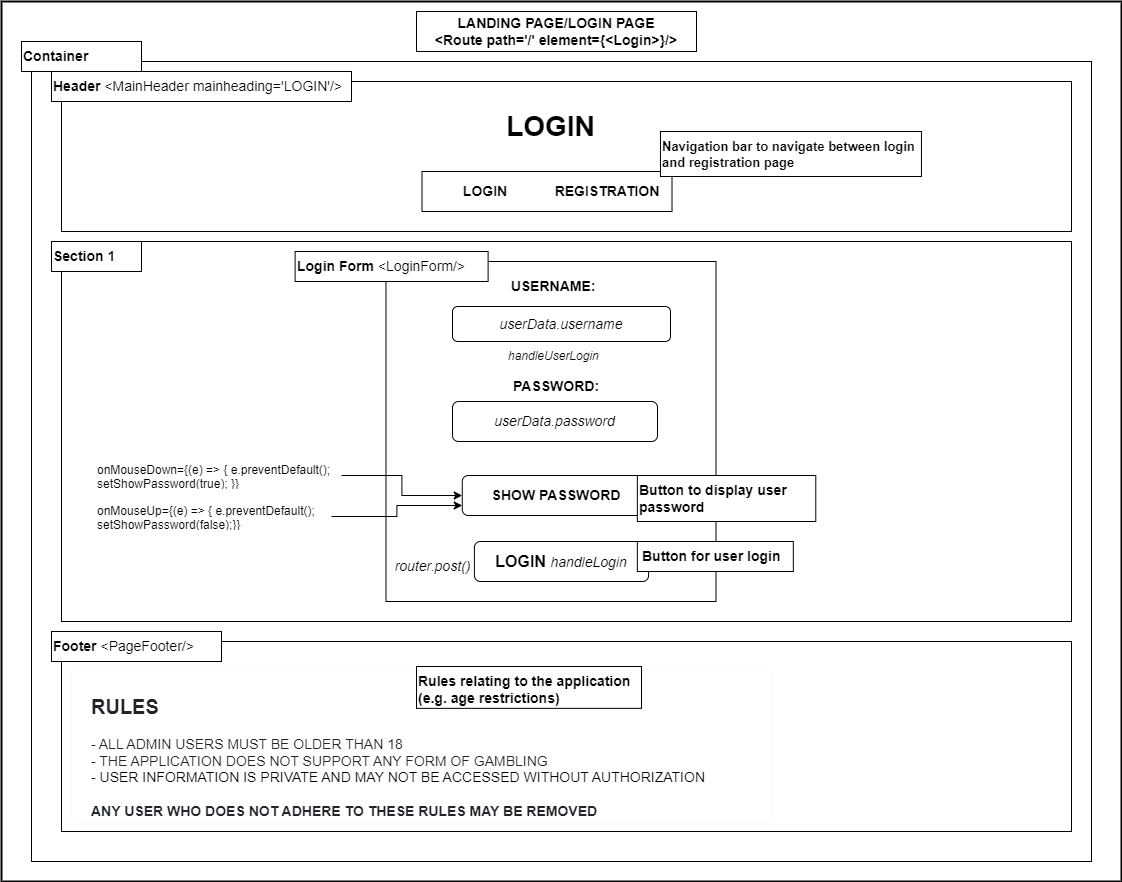 LANDING PAGE/LOGIN PAGE
<Route path='/' element={<Login>}/>
Container
Header <MainHeader mainheading='LOGIN'/>
LOGIN
Navigation bar to navigate between login
and registration page
LOGIN REGISTRATION
Section 1
Login Form <LoginForm/>
USERNAME:
userData.username
handleUserLogin
PASSWORD:
userData.password
onMouseDown={(e) => { e.preventDefault();
setShowPassword(true); }}
onMouseUp={(e) => { e.preventDefault();
setShowPassword(false);}}
SHOW PASSWORD
Button to display user
password
router.post()
LOGIN handleLogin
Button for user login
Footer <PageFooter/>
Rules relating to the application
(e.g. age restrictions)
RULES
- ALL ADMIN USERS MUST BE OLDER THAN 18
- THE APPLICATION DOES NOT SUPPORT ANY FORM OF GAMBLING
- USER INFORMATION IS PRIVATE AND MAY NOT BE ACCESSED WITHOUT AUTHORIZATION
ANY USER WHO DOES NOT ADHERE TO THESE RULES MAY BE REMOVED